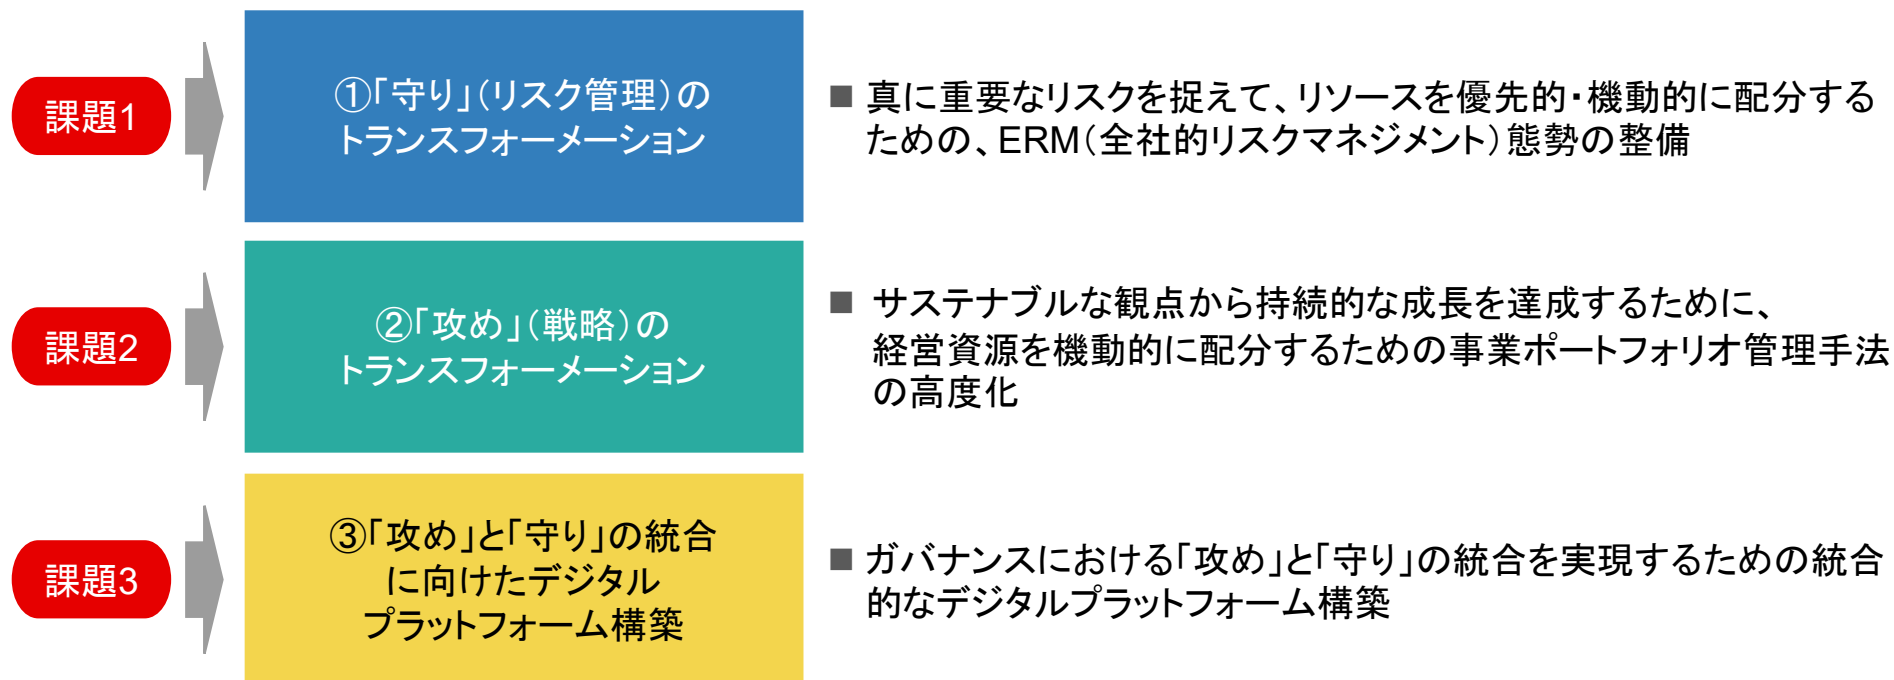 課題1
①「守り」(リスク管理)の
トランスフォーメーション
■ 真に重要なリスクを捉えて、リソースを優先的・機動的に配分する
ための、ERM(全社的リスクマネジメント)態勢の整備
課題2
②「攻め」(戦略)の
トランスフォーメーション
■ サステナブルな観点から持続的な成長を達成するために、
経営資源を機動的に配分するための事業ポートフォリオ管理手法
の高度化
課題3
③「攻め」と「守り」の統合
に向けたデジタル
プラットフォーム構築
■ ガバナンスにおける「攻め」と「守り」の統合を実現するための統合
的なデジタルプラットフォーム構築